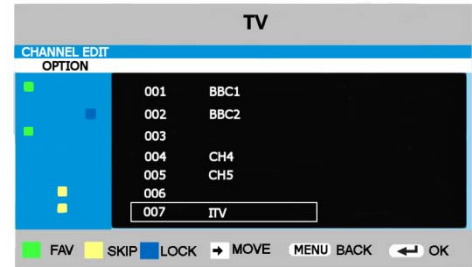 TV
CHANNEL EDIT
OPTION
001 BBC1
002 BBC2
003
004 CH4
005 CH5
006
007 ITV
FAV SKIP LOCK MOVE MENU BACK OK